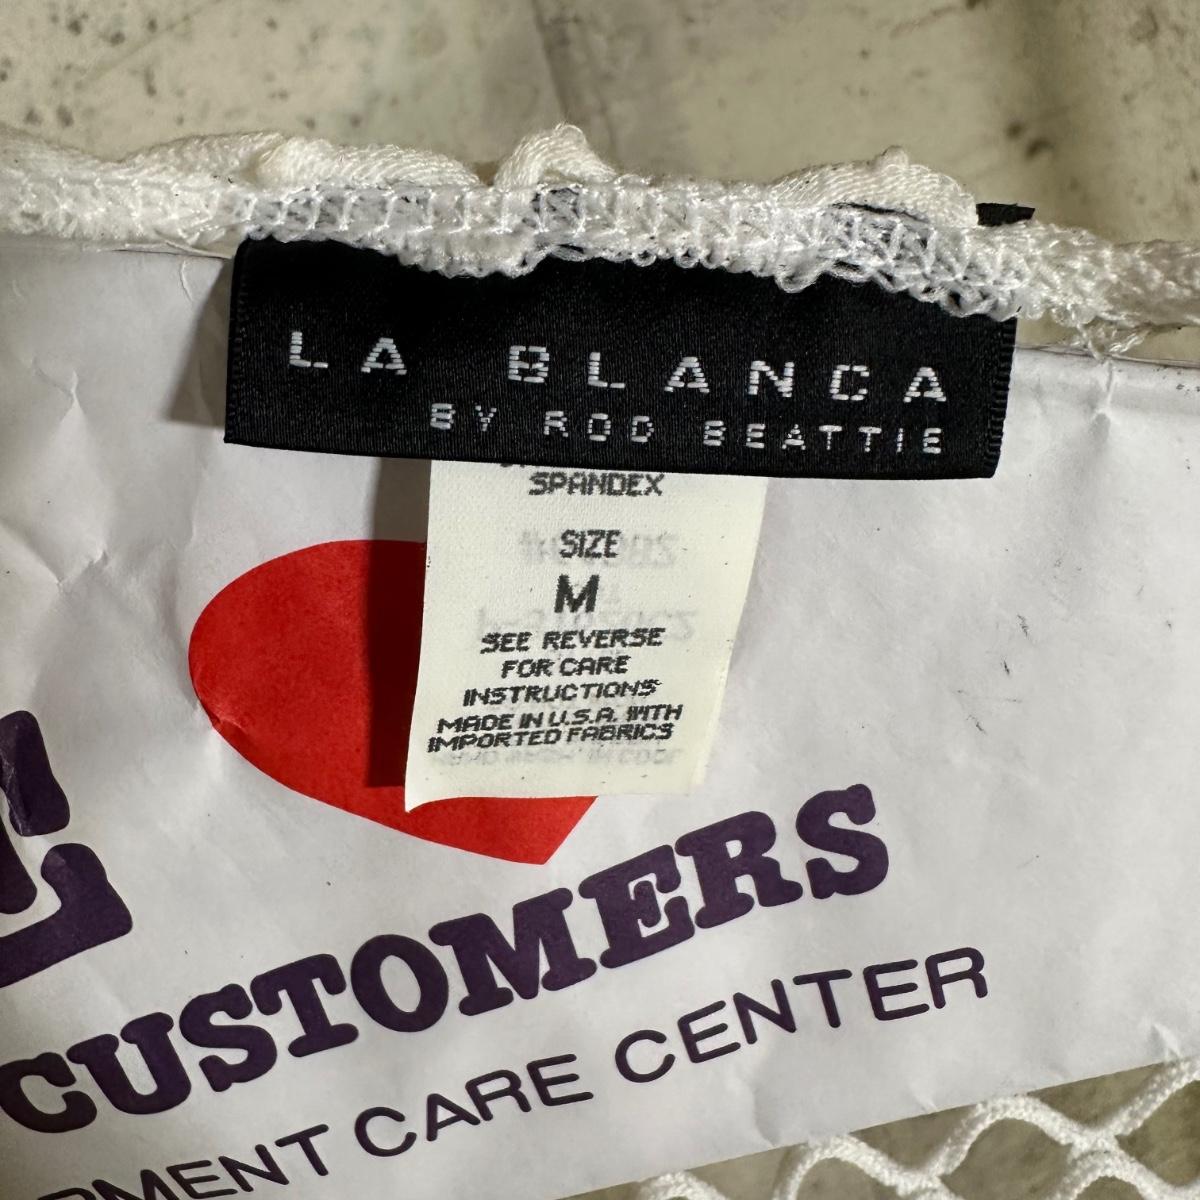 LA BLANCA
BY ROD BEATTIE
SPANDEX
SIZE
M
SEE REVERSE
FOR CARE
INSTRUCTIONS
MADE IN U.S.A. WITH
IMPORTED FABRICS
E
CUSTOMERS
RMENT CARE CENTER